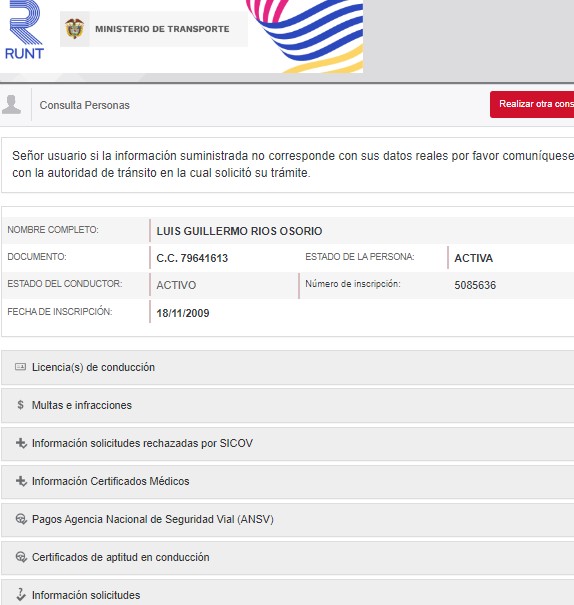 RUNT
MINISTERIO DE TRANSPORTE
Consulta Personas
Realizar otra cons
Señor usuario si la información suministrada no corresponde con sus datos reales por favor comuníquese
con la autoridad de tránsito en la cual solicitó su trámite.
NOMBRE COMPLETO: LUIS GUILLERMO RIOS OSORIO
DOCUMENTO: C.C. 79641613 ESTADO DE LA PERSONA: ACTIVA
ESTADO DEL CONDUCTOR: ACTIVO Número de inscripción: 5085636
FECHA DE INSCRIPCIÓN: 18/11/2009
Licencia(s) de conducción
$ Multas e infracciones
Información solicitudes rechazadas por SICOV
Información Certificados Médicos
Pagos Agencia Nacional de Seguridad Vial (ANSV)
Certificados de aptitud en conducción
Información solicitudes